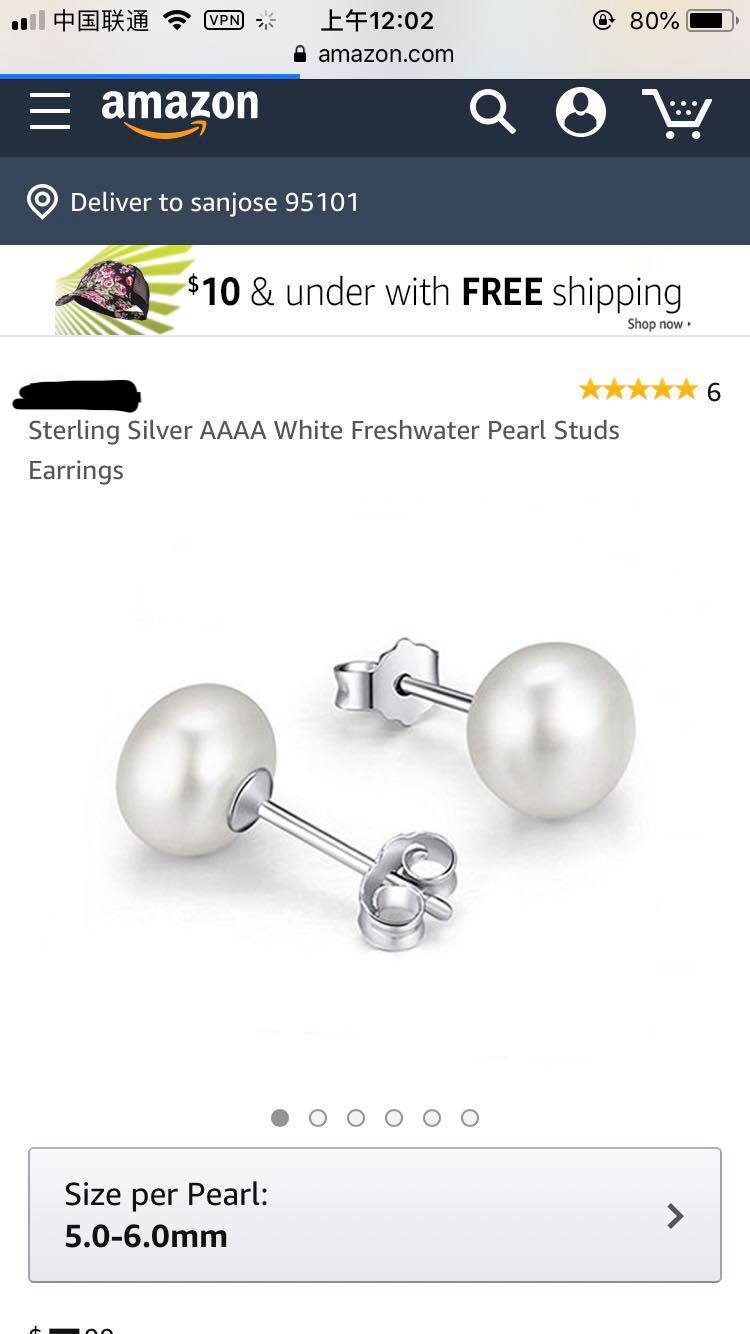 中国联通 VPN 上午12:02 80%
amazon.com
amazon
Deliver to sanjose 95101
$10 & under with FREE shipping
Shop now
6
Sterling Silver AAAA White Freshwater Pearl Studs
Earrings
Size per Pearl:
5.0-6.0mm